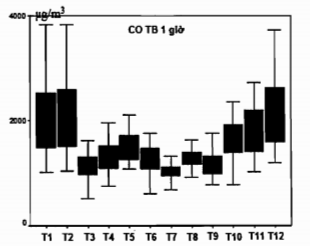 µg/m³
4000
CO TB 1 giờ
2000
0
T1 T2 T3 T4 T5 T6 T7 T8 T9 T10 T11 T12